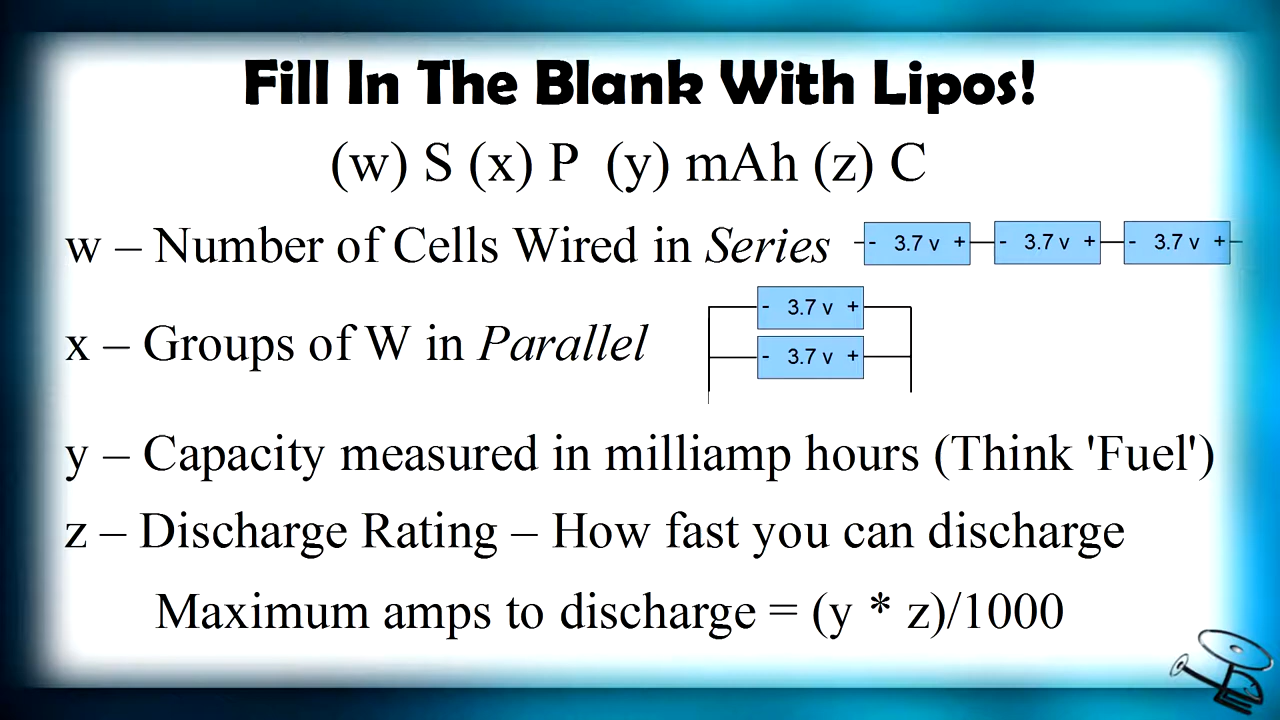 Fill In The Blank With Lipos!
(w) S (x) P (y) mAh (z) C
w – Number of Cells Wired in Series
- 3.7 v + - 3.7 v + - 3.7 v +
- 3.7 v +
x – Groups of W in Parallel
- 3.7 v +
y – Capacity measured in milliamp hours (Think 'Fuel')
z – Discharge Rating – How fast you can discharge
Maximum amps to discharge = (y * z)/1000